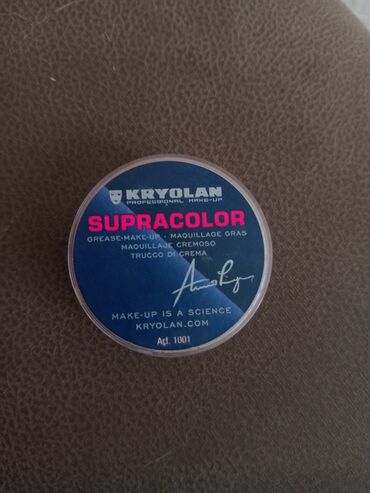 KRYOLAN
PROFESSIONAL MAKE-UP
SUPRACOLOR
GREASE-MAKE-UP · MAQUILLAGE GRAS
MAQUILLAJE CREMOSO
TRUCCO DI CREMA
MAKE-UP IS A SCIENCE
KRYOLAN.COM
Art. 1001